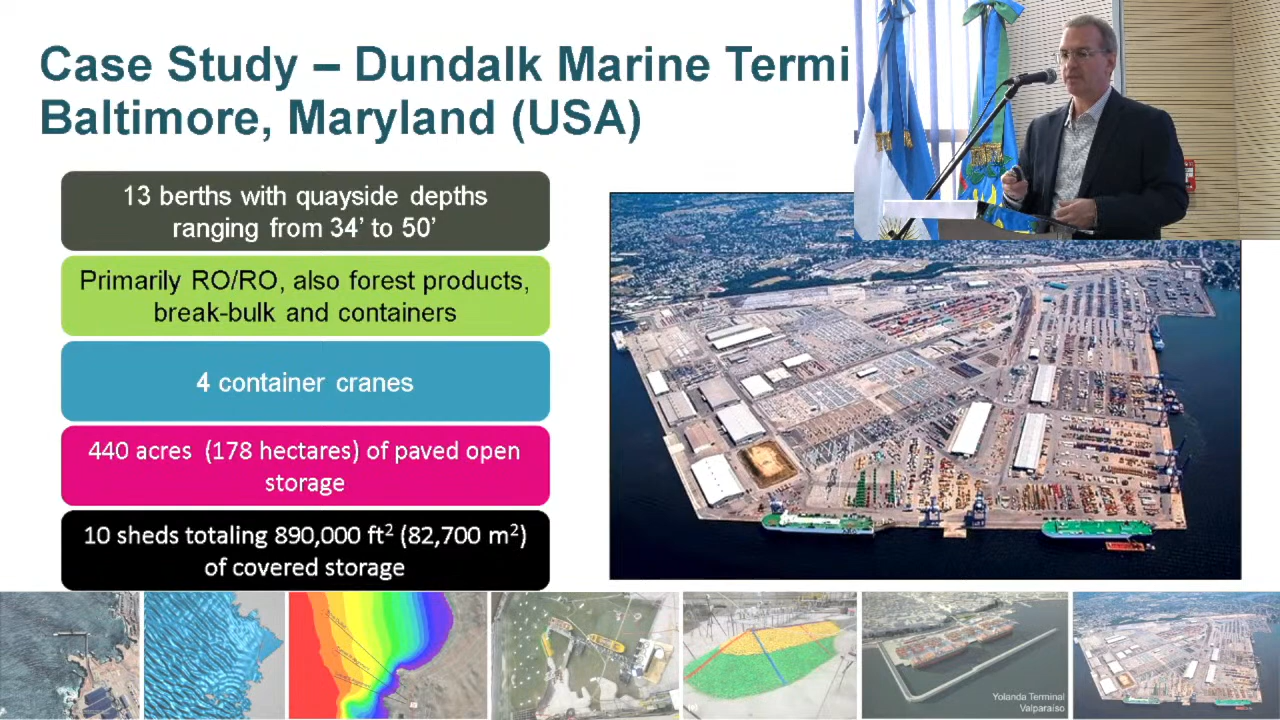 Case Study – Dundalk Marine Termi
Baltimore, Maryland (USA)
13 berths with quayside depths
ranging from 34’ to 50’
Primarily RO/RO, also forest products,
break-bulk and containers
4 container cranes
440 acres (178 hectares) of paved open
storage
10 sheds totaling 890,000 ft² (82,700 m²)
of covered storage
Yolanda Terminal
Valparaíso